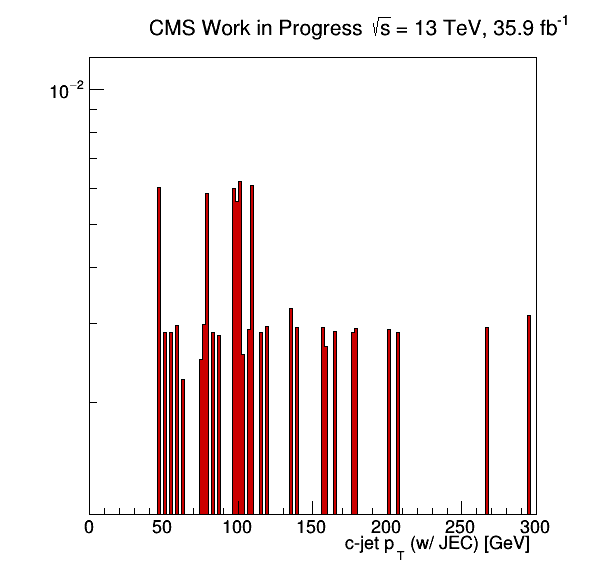 CMS Work in Progress √s = 13 TeV, 35.9 fb⁻¹
10⁻²
0 50 100 150 200 250 300
c-jet p_T (w/ JEC) [GeV]